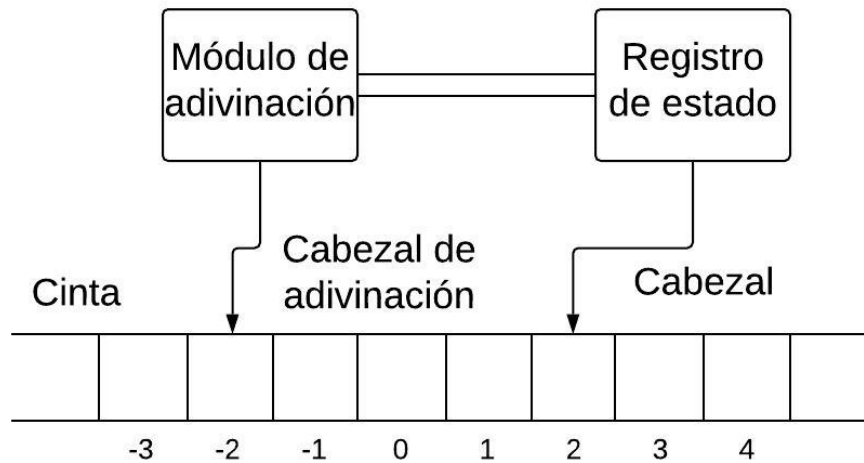 Módulo de
adivinación
Registro
de estado
Cinta
Cabezal de
adivinación
Cabezal
-3 -2 -1 0 1 2 3 4